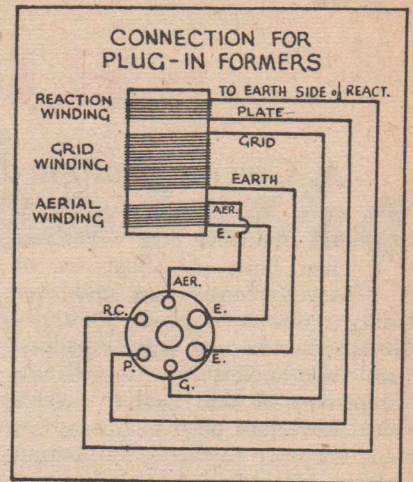 CONNECTION FOR
PLUG-IN FORMERS
TO EARTH SIDE of REACT.
REACTION
WINDING
PLATE
GRID
GRID
WINDING
EARTH
AERIAL
WINDING
AER.
E.
AER.
R.C.
E.
P.
E.
G.